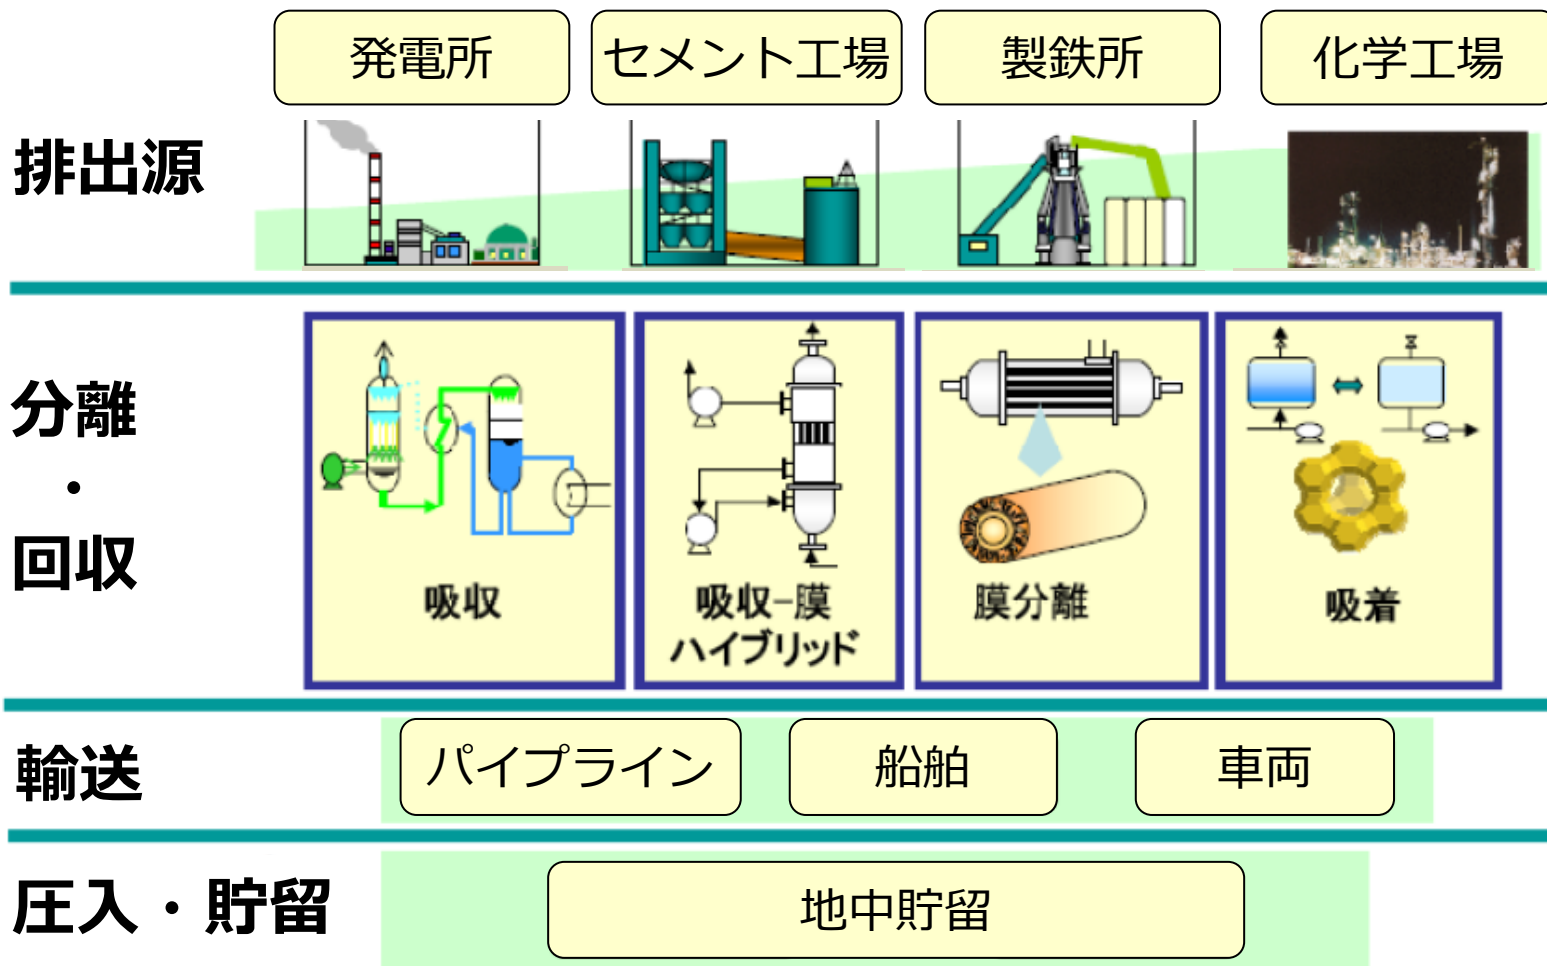 発電所
セメント工場
製鉄所
化学工場
排出源
分離
・
回収
吸収
吸収-膜
ハイブリッド
膜分離
吸着
輸送
パイプライン
船舶
車両
圧入・貯留
地中貯留